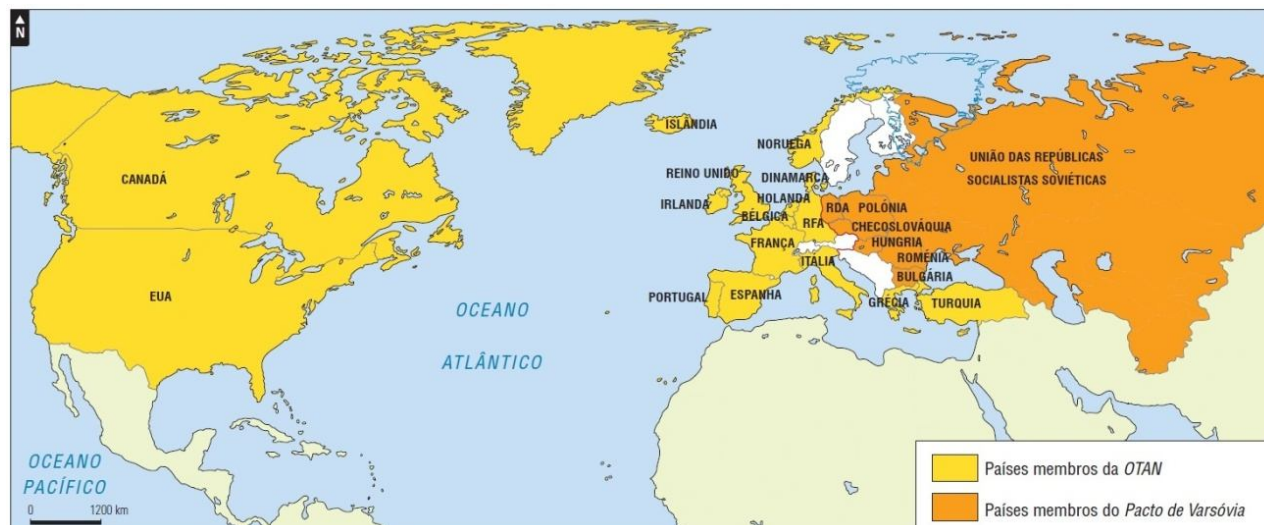 N
ISLÂNDIA
NORUEGA
CANADÁ
UNIÃO DAS REPÚBLICAS
SOCIALISTAS SOVIÉTICAS
REINO UNIDO
DINAMARCA
HOLANDA
IRLANDA
RDA
POLÓNIA
BÉLGICA
RFA
CHECOSLOVÁQUIA
FRANÇA
HUNGRIA
ROMÉNIA
ITÁLIA
BULGÁRIA
EUA
PORTUGAL
ESPANHA
GRÉCIA
TURQUIA
OCEANO
ATLÂNTICO
OCEANO
PACÍFICO
0 1200 km
Países membros da OTAN
Países membros do Pacto de Varsóvia